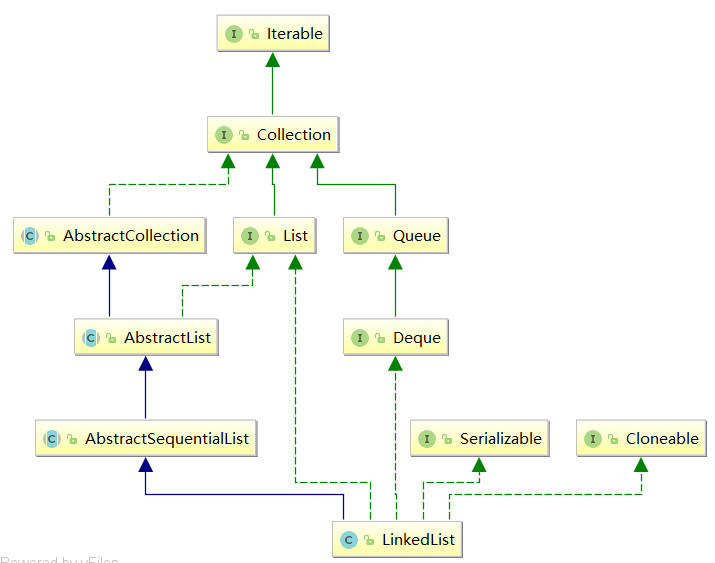 I Iterable
I Collection
C AbstractCollection
I List
I Queue
C AbstractList
I Deque
C AbstractSequentialList
I Serializable
I Cloneable
C LinkedList
Powered by yFiles